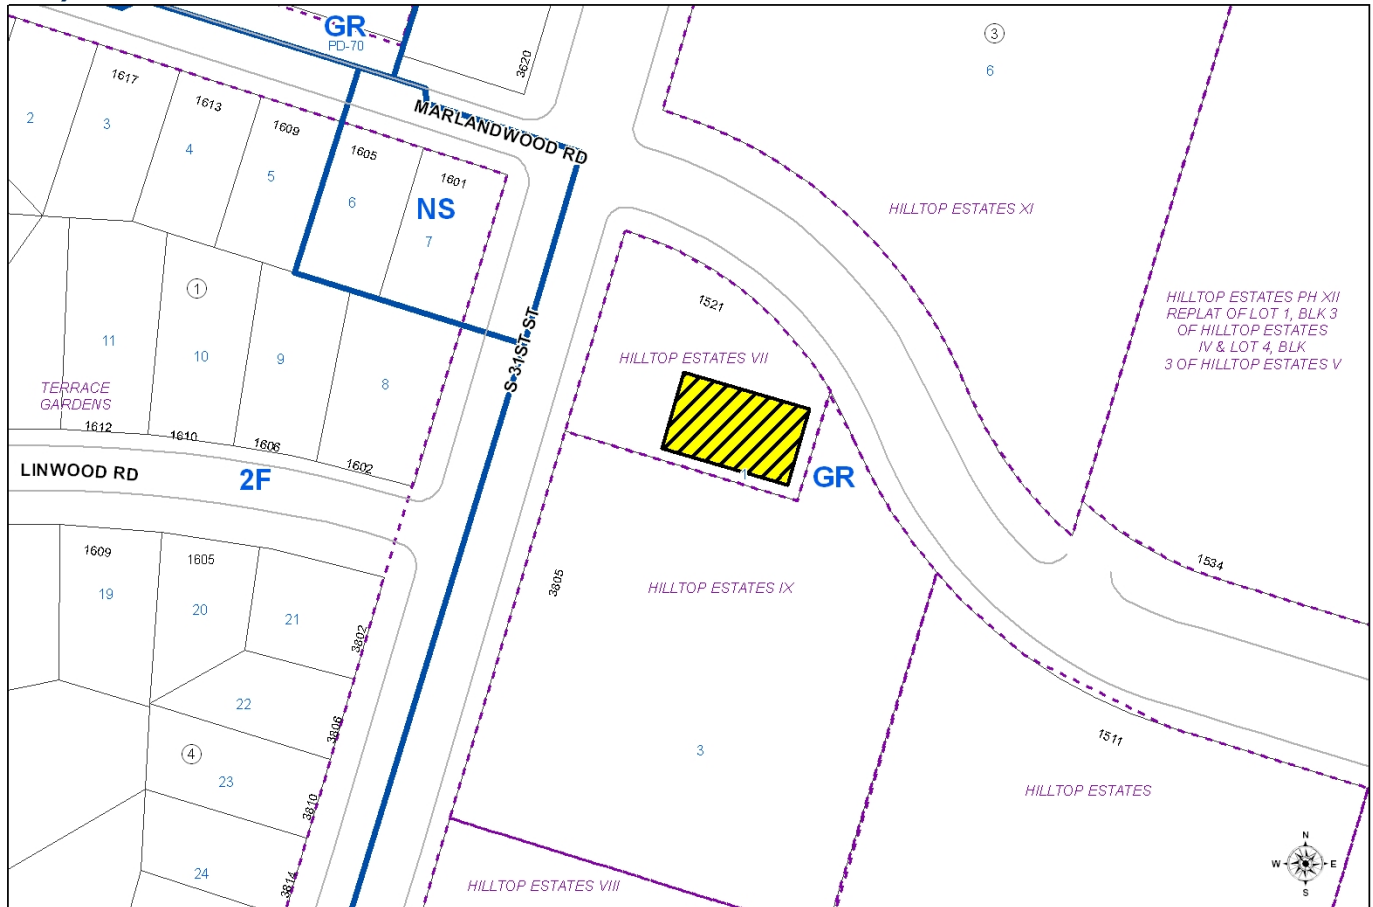 GR
PD-70
3620
3
6
1617
1613
1609
1605
1601
2
3
4
5
6
7
NS
MARLANDWOOD RD
HILLTOP ESTATES XI
1
11
10
9
8
S 31ST ST
1521
HILLTOP ESTATES VII
HILLTOP ESTATES PH XII
REPLAT OF LOT 1, BLK 3
OF HILLTOP ESTATES
IV & LOT 4, BLK
3 OF HILLTOP ESTATES V
TERRACE
GARDENS
1612
1610
1606
1602
LINWOOD RD
2F
1
GR
1609
1605
19
20
21
3802
3805
HILLTOP ESTATES IX
1534
22
3806
4
23
3810
24
3814
3
1511
HILLTOP ESTATES
HILLTOP ESTATES VIII
N
W
E
S